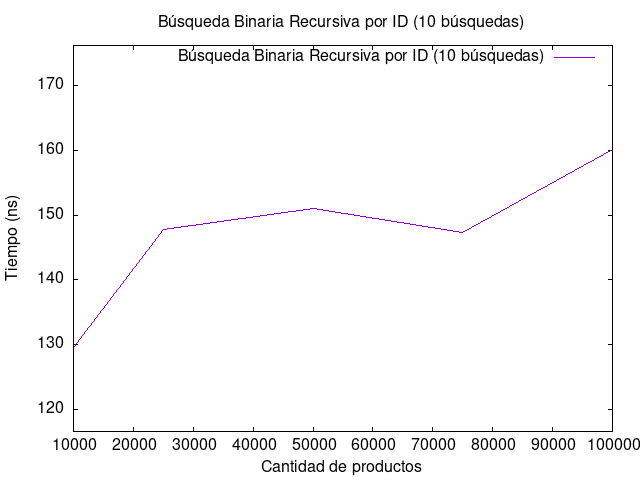 Búsqueda Binaria Recursiva por ID (10 búsquedas)
Búsqueda Binaria Recursiva por ID (10 búsquedas)
170
160
150
140
130
120
Tiempo (ns)
10000 20000 30000 40000 50000 60000 70000 80000 90000 100000
Cantidad de productos